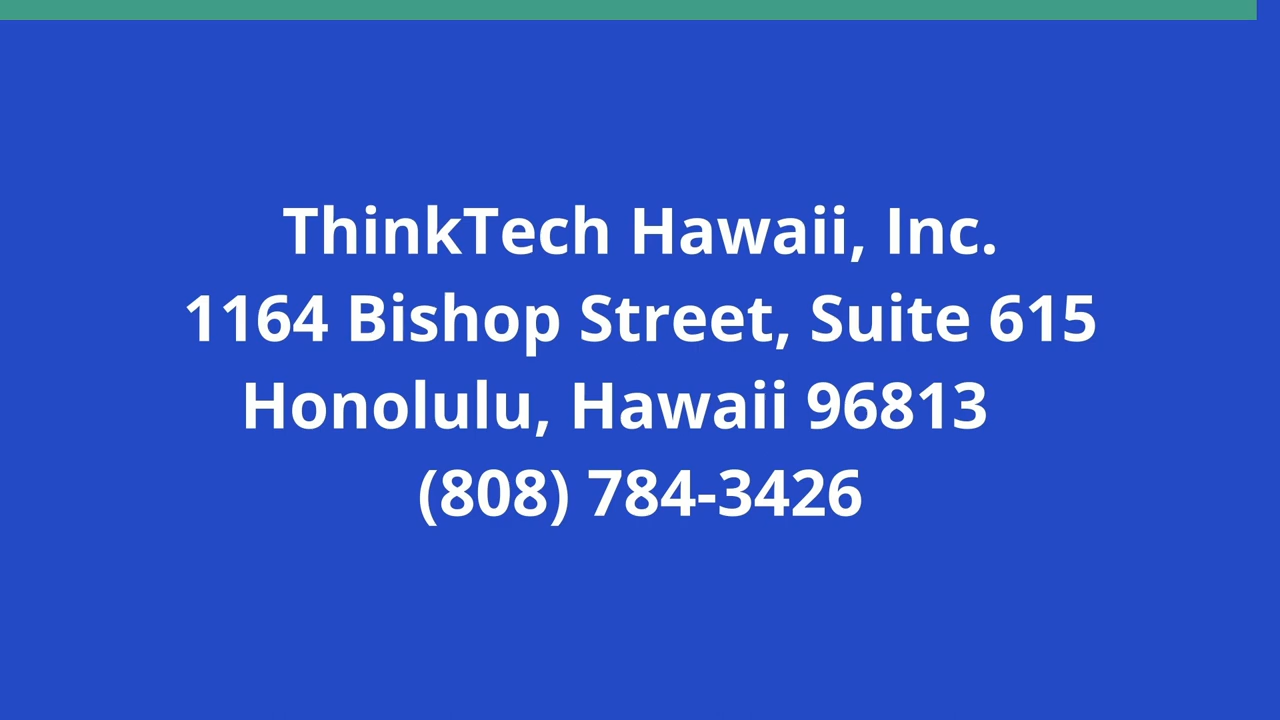 ThinkTech Hawaii, Inc.
1164 Bishop Street, Suite 615
Honolulu, Hawaii 96813
(808) 784-3426